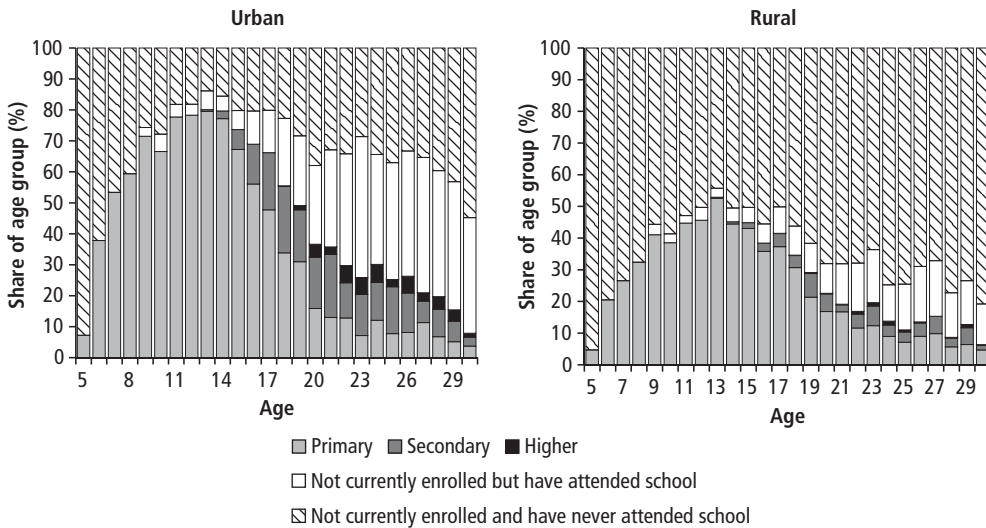 Urban
Rural
Share of age group (%)
100
90
80
70
60
50
40
30
20
10
0
5 8 11 14 17 20 23 26 29
Age
Share of age group (%)
100
90
80
70
60
50
40
30
20
10
0
5 7 9 11 13 15 17 19 21 23 25 27 29
Age
Primary Secondary Higher
Not currently enrolled but have attended school
Not currently enrolled and have never attended school